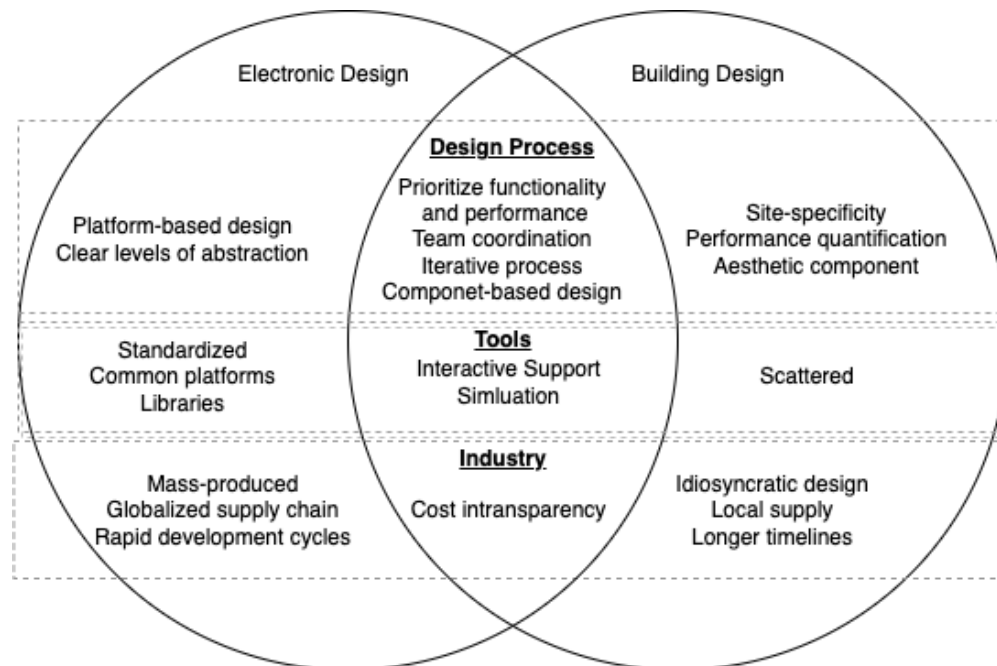 Electronic Design
Building Design
Design Process
Prioritize functionality
and performance
Team coordination
Iterative process
Componet-based design
Platform-based design
Clear levels of abstraction
Site-specificity
Performance quantification
Aesthetic component
Tools
Interactive Support
Simluation
Standardized
Common platforms
Libraries
Scattered
Industry
Cost intransparency
Mass-produced
Globalized supply chain
Rapid development cycles
Idiosyncratic design
Local supply
Longer timelines